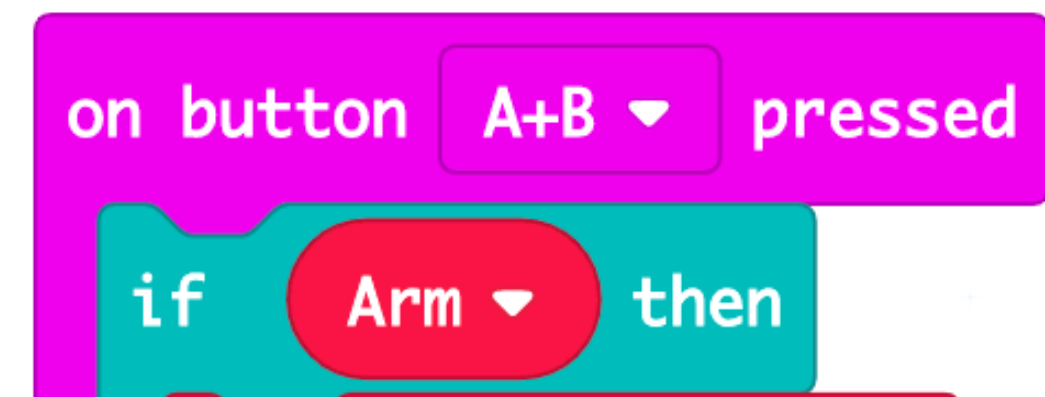 on button A+B pressed
if Arm then